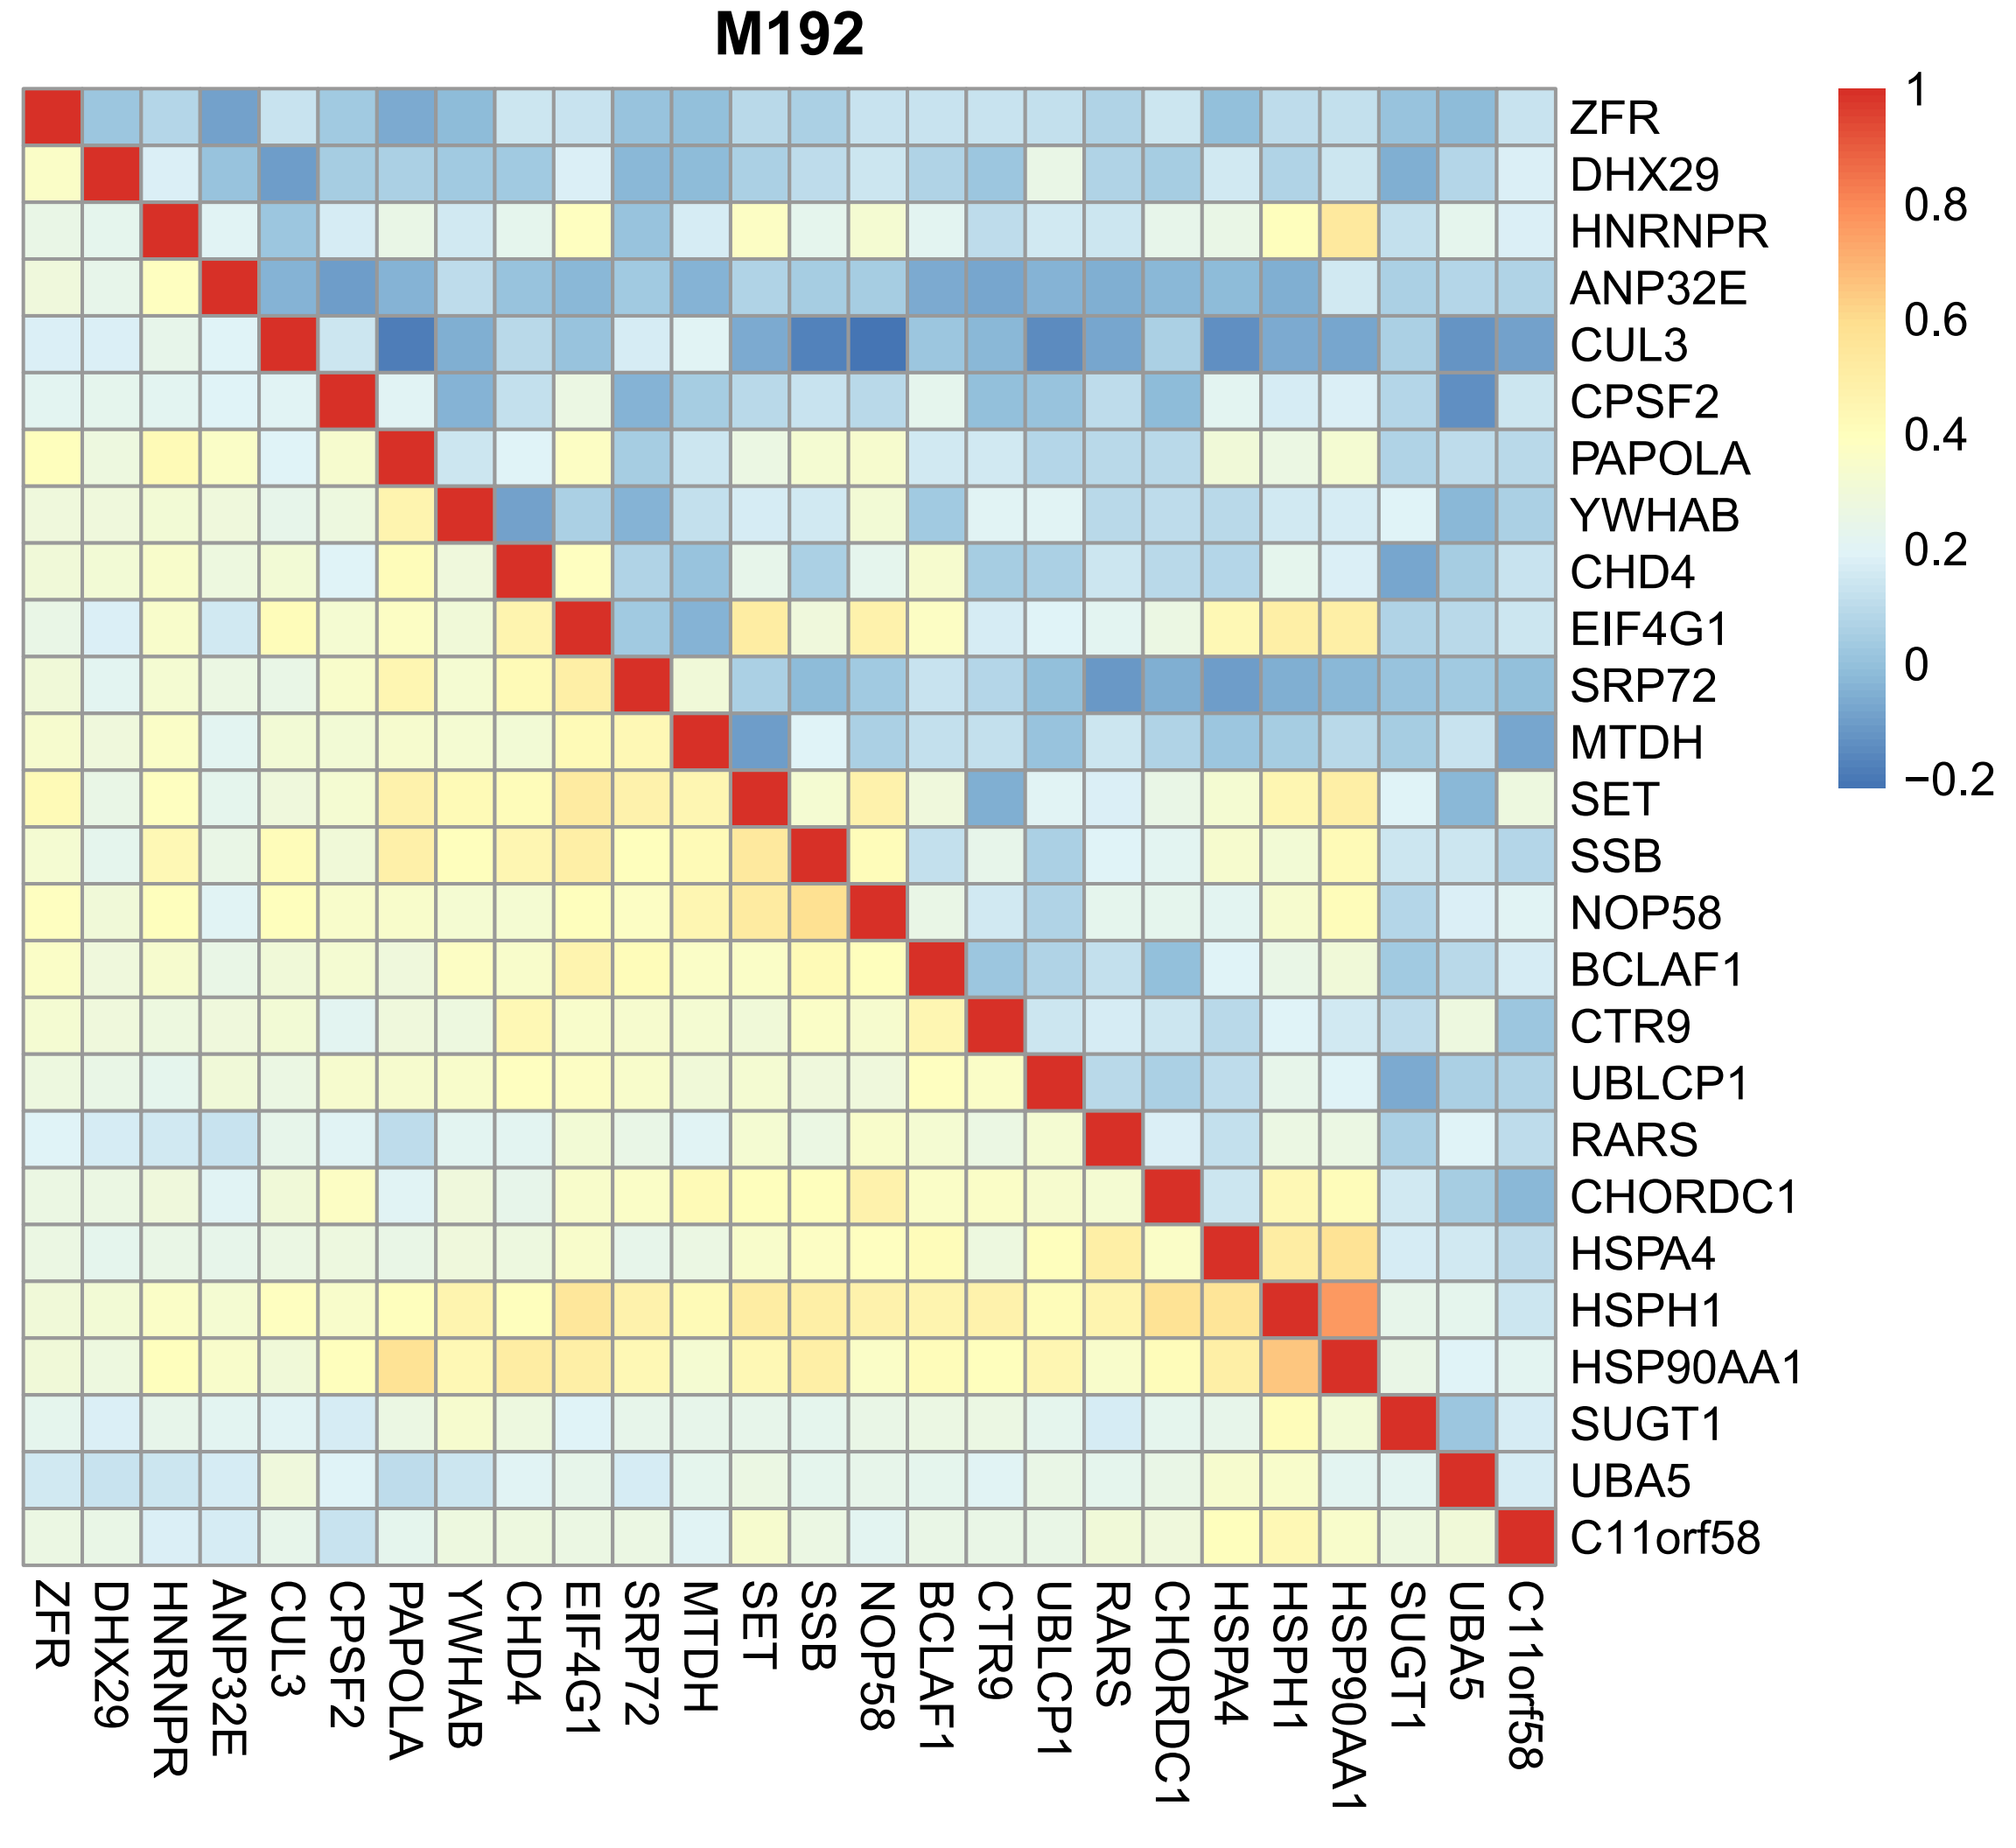 M192
ZFR
DHX29
HNRNPR
ANP32E
CUL3
CPSF2
PAPOLA
YWHAB
CHD4
EIF4G1
SRP72
MTDH
SET
SSB
NOP58
BCLAF1
CTR9
UBLCP1
RARS
CHORDC1
HSPA4
HSPH1
HSP90AA1
SUGT1
UBA5
C11orf58
1
0.8
0.6
0.4
0.2
0
−0.2
ZFR
DHX29
HNRNPR
ANP32E
CUL3
CPSF2
PAPOLA
YWHAB
CHD4
EIF4G1
SRP72
MTDH
SET
SSB
NOP58
BCLAF1
CTR9
UBLCP1
RARS
CHORDC1
HSPA4
HSPH1
HSP90AA1
SUGT1
UBA5
C11orf58